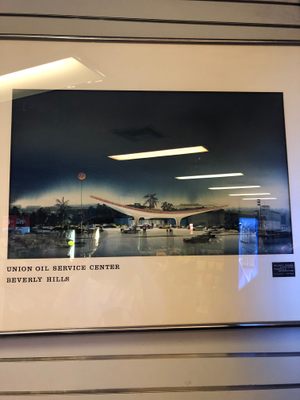 UNION OIL SERVICE CENTER
BEVERLY HILLS